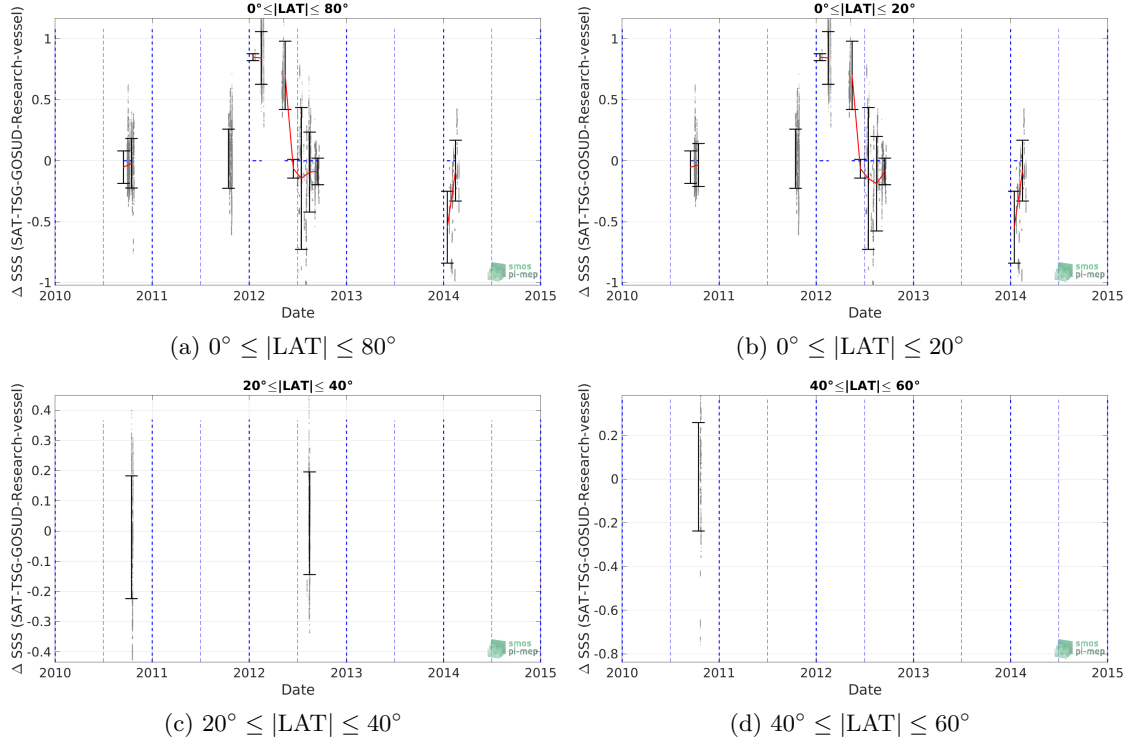 0°≤|LAT|≤ 80°
Δ SSS (SAT-TSG-GOSUD-Research-vessel)
1
0.5
0
-0.5
-1
2010 2011 2012 2013 2014 2015
Date
smos
pi-mep
(a) 0° ≤ |LAT| ≤ 80°
0°≤|LAT|≤ 20°
Δ SSS (SAT-TSG-GOSUD-Research-vessel)
1
0.5
0
-0.5
-1
2010 2011 2012 2013 2014 2015
Date
smos
pi-mep
(b) 0° ≤ |LAT| ≤ 20°
20°≤|LAT|≤ 40°
Δ SSS (SAT-TSG-GOSUD-Research-vessel)
0.4
0.3
0.2
0.1
0
-0.1
-0.2
-0.3
-0.4
2010 2011 2012 2013 2014 2015
Date
smos
pi-mep
(c) 20° ≤ |LAT| ≤ 40°
40°≤|LAT|≤ 60°
Δ SSS (SAT-TSG-GOSUD-Research-vessel)
0.2
0
-0.2
-0.4
-0.6
-0.8
2010 2011 2012 2013 2014 2015
Date
smos
pi-mep
(d) 40° ≤ |LAT| ≤ 60°